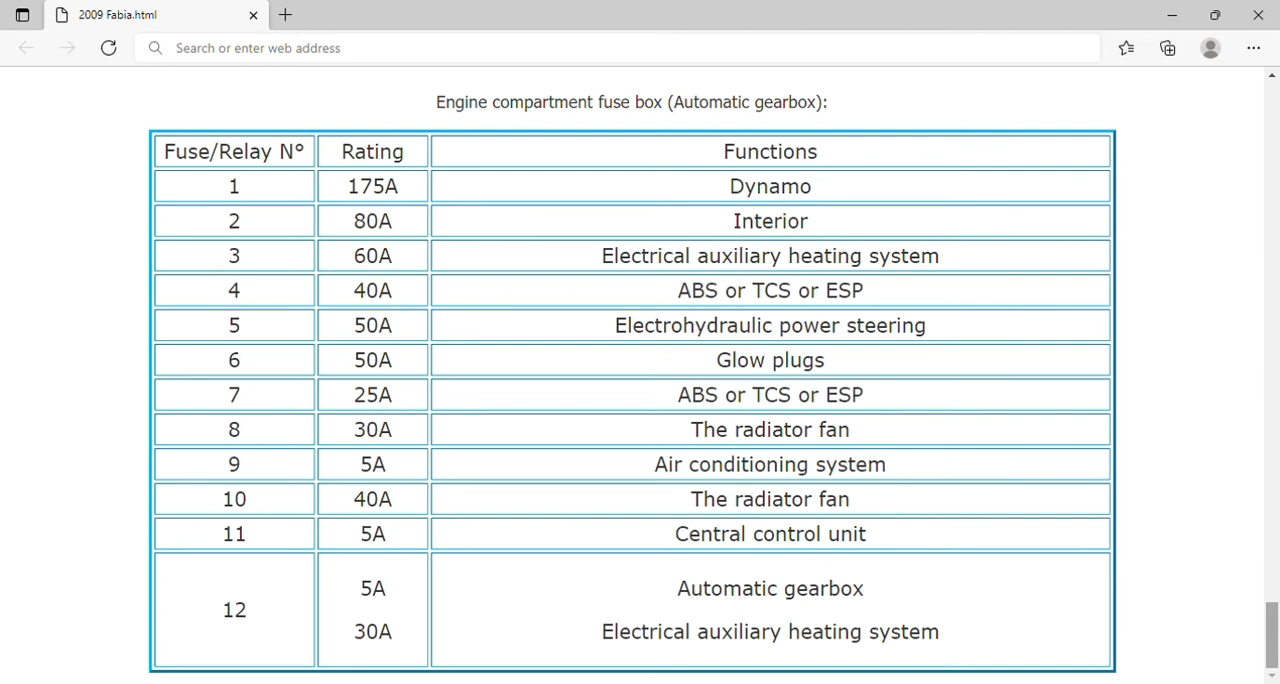 2009 Fabia.html
Search or enter web address
Engine compartment fuse box (Automatic gearbox):
Fuse/Relay N° Rating Functions
1 175A Dynamo
2 80A Interior
3 60A Electrical auxiliary heating system
4 40A ABS or TCS or ESP
5 50A Electrohydraulic power steering
6 50A Glow plugs
7 25A ABS or TCS or ESP
8 30A The radiator fan
9 5A Air conditioning system
10 40A The radiator fan
11 5A Central control unit
12 5A Automatic gearbox
30A Electrical auxiliary heating system